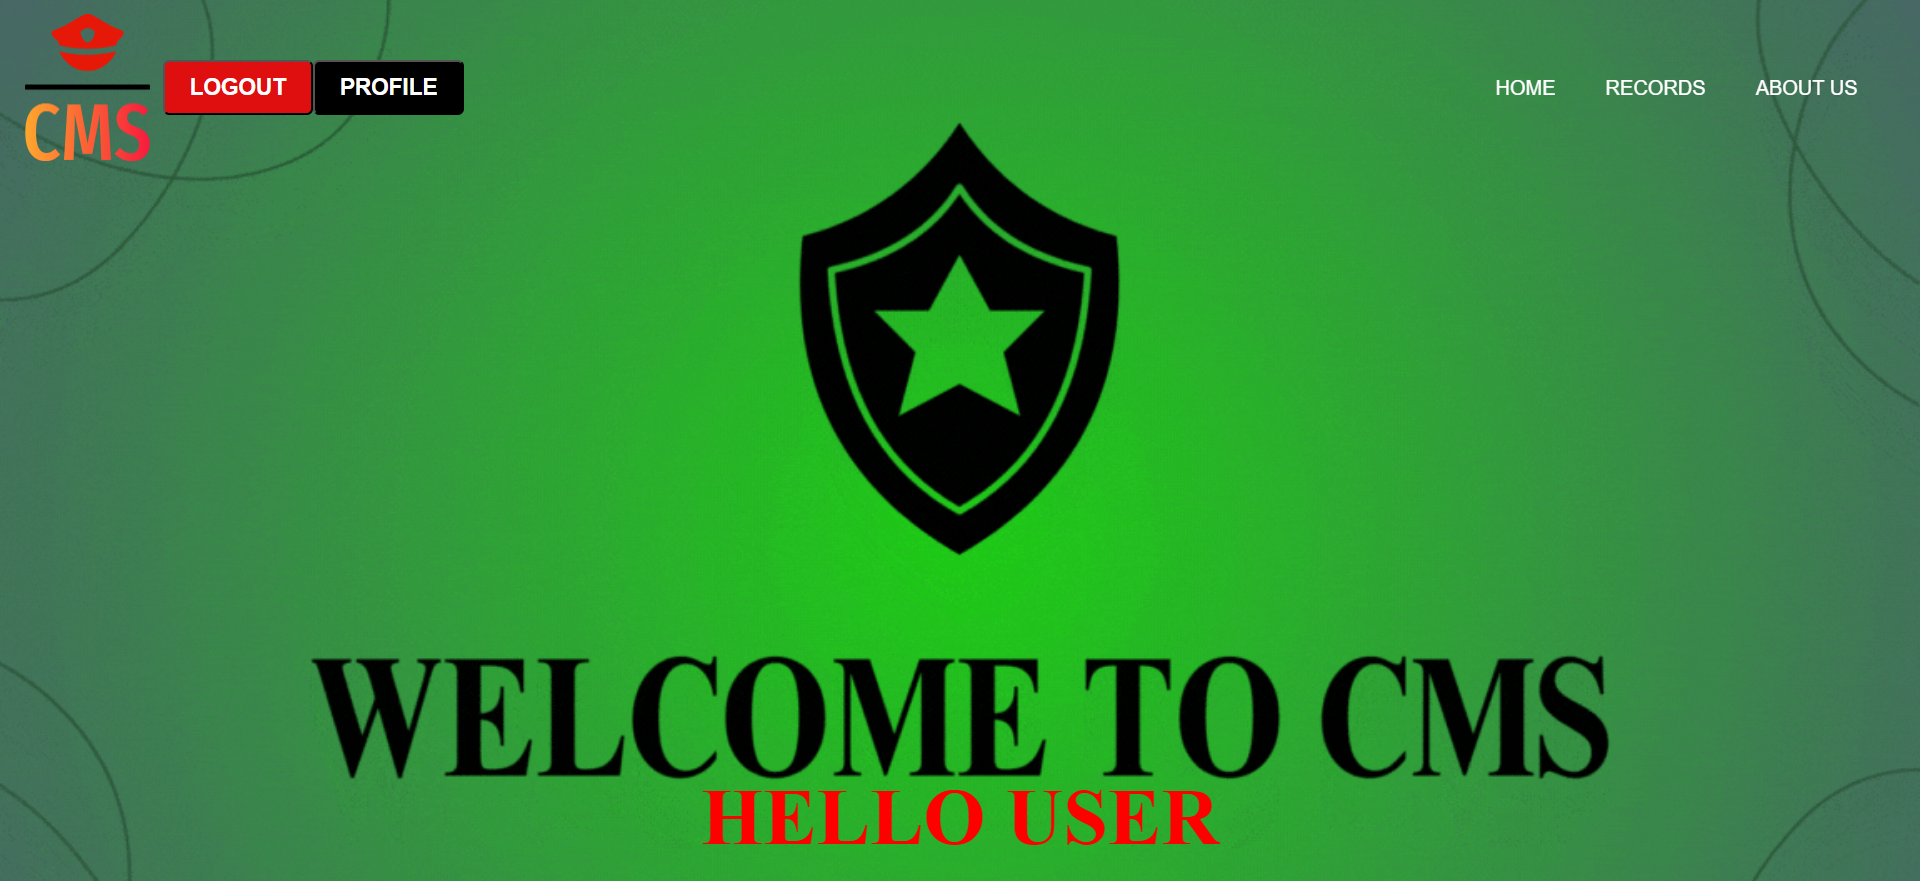 CMS
LOGOUT PROFILE
HOME RECORDS ABOUT US
WELCOME TO CMS
HELLO USER